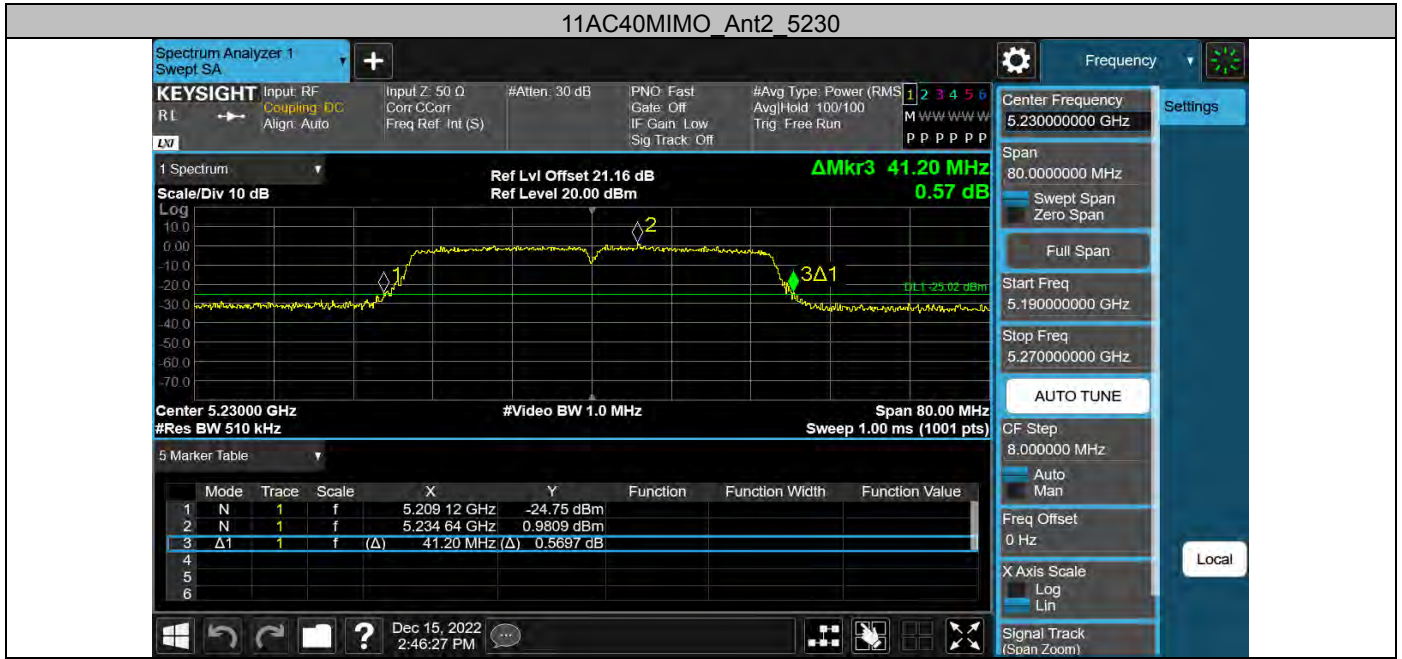 11AC40MIMO_Ant2_5230
Spectrum Analyzer 1
Swept SA
+
Frequency
KEYSIGHT
RL
LXI
Input: RF
Coupling: DC
Align: Auto
Input Z: 50 Ω
Corr CCorr
Freq Ref: Int (S)
#Atten: 30 dB
PNO: Fast
Gate: Off
IF Gain: Low
Sig Track: Off
#Avg Type: Power (RMS
Avg|Hold: 100/100
Trig: Free Run
1 2 3 4 5 6
M W W W W W
P P P P P P
Center Frequency
5.230000000 GHz
Settings
1 Spectrum
Ref Lvl Offset 21.16 dB
ΔMkr3 41.20 MHz
Scale/Div 10 dB
Ref Level 20.00 dBm
0.57 dB
Span
80.0000000 MHz
Swept Span
Zero Span
Log
10.0
0.00
-10.0
-20.0
-30.0
-40.0
-50.0
-60.0
-70.0
1
2
3Δ1
DL1 -25.02 dBm
Full Span
Start Freq
5.190000000 GHz
Stop Freq
5.270000000 GHz
AUTO TUNE
Center 5.23000 GHz
#Video BW 1.0 MHz
Span 80.00 MHz
#Res BW 510 kHz
Sweep 1.00 ms (1001 pts)
CF Step
8.000000 MHz
Auto
Man
5 Marker Table
Mode Trace Scale X Y Function Function Width Function Value
1 N 1 f 5.209 12 GHz -24.75 dBm
2 N 1 f 5.234 64 GHz 0.9809 dBm
3 Δ1 1 f (Δ) 41.20 MHz (Δ) 0.5697 dB
4
5
6
Freq Offset
0 Hz
X Axis Scale
Log
Lin
Local
Signal Track
(Span Zoom)
?
Dec 15, 2022
2:46:27 PM